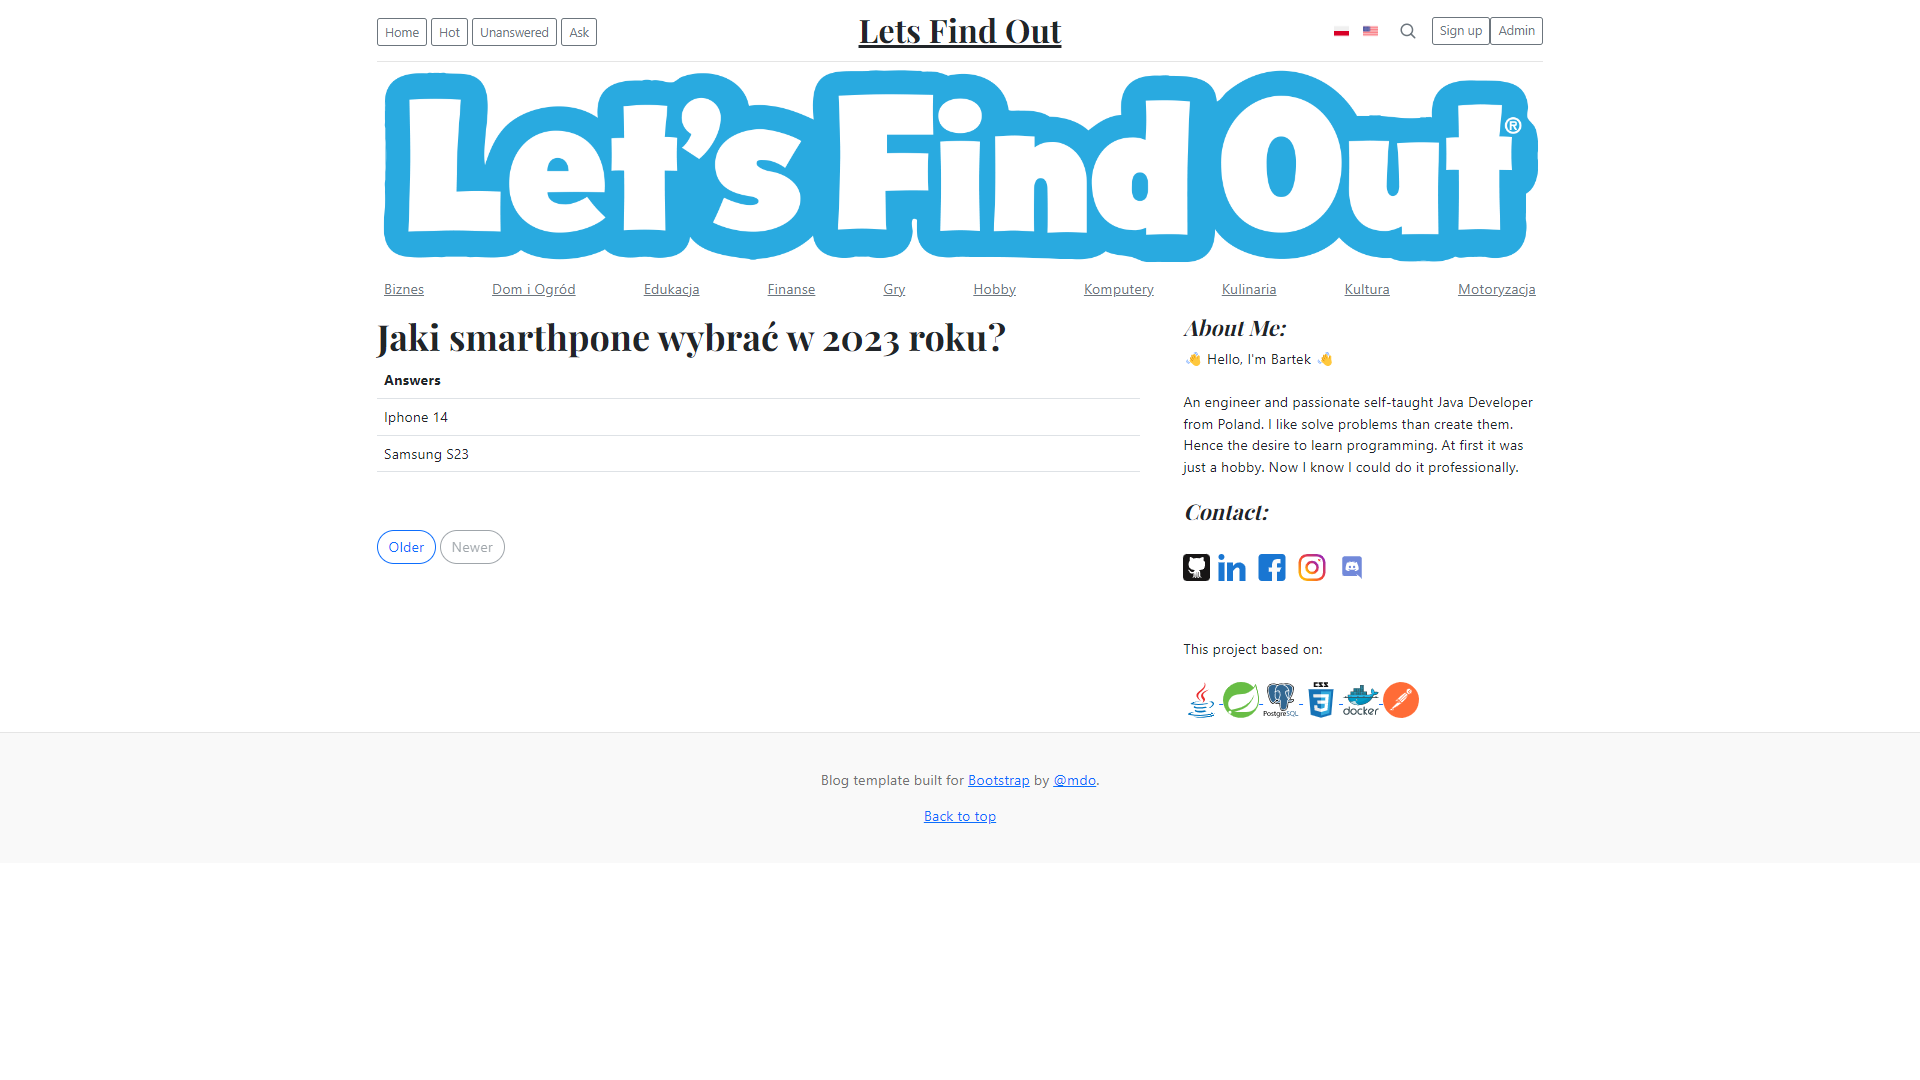 Home Hot Unanswered Ask
Lets Find Out
Sign up Admin
Let's Find Out ®
Biznes Dom i Ogród Edukacja Finanse Gry Hobby Komputery Kulinaria Kultura Motoryzacja
Jaki smarthpone wybrać w 2023 roku?
Answers
Iphone 14
Samsung S23
Older Newer
About Me:
👋 Hello, I'm Bartek 👋
An engineer and passionate self-taught Java Developer
from Poland. I like solve problems than create them.
Hence the desire to learn programming. At first it was
just a hobby. Now I know I could do it professionally.
Contact:
in
This project based on:
PostgreSQL
CSS
3
docker
Blog template built for Bootstrap by @mdo.
Back to top